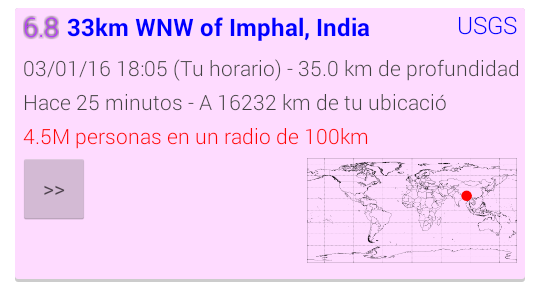 6.8 33km WNW of Imphal, India USGS
03/01/16 18:05 (Tu horario) - 35.0 km de profundidad
Hace 25 minutos - A 16232 km de tu ubicació
4.5M personas en un radio de 100km
>>